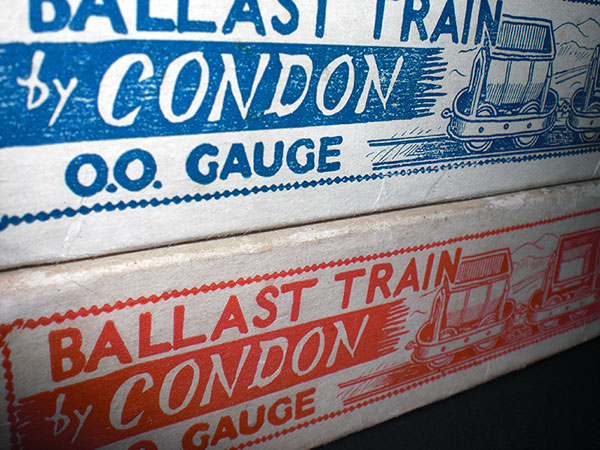 BALLAST TRAIN
by CONDON
O.O. GAUGE
BALLAST TRAIN
by CONDON
O.O. GAUGE